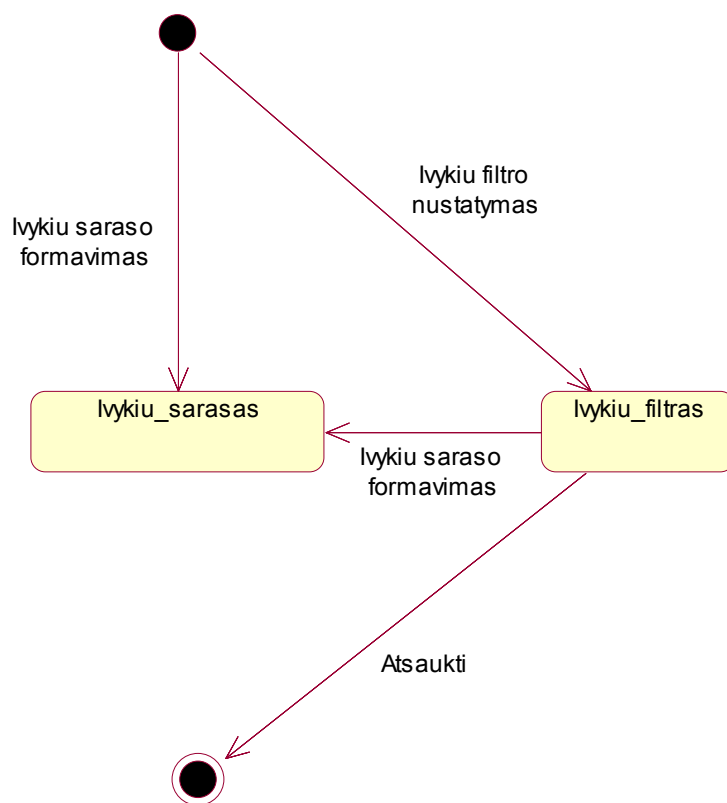 Ivykiu filtro
nustatymas
Ivykiu saraso
formavimas
Ivykiu_sarasas
Ivykiu_filtras
Ivykiu saraso
formavimas
Atsaukti